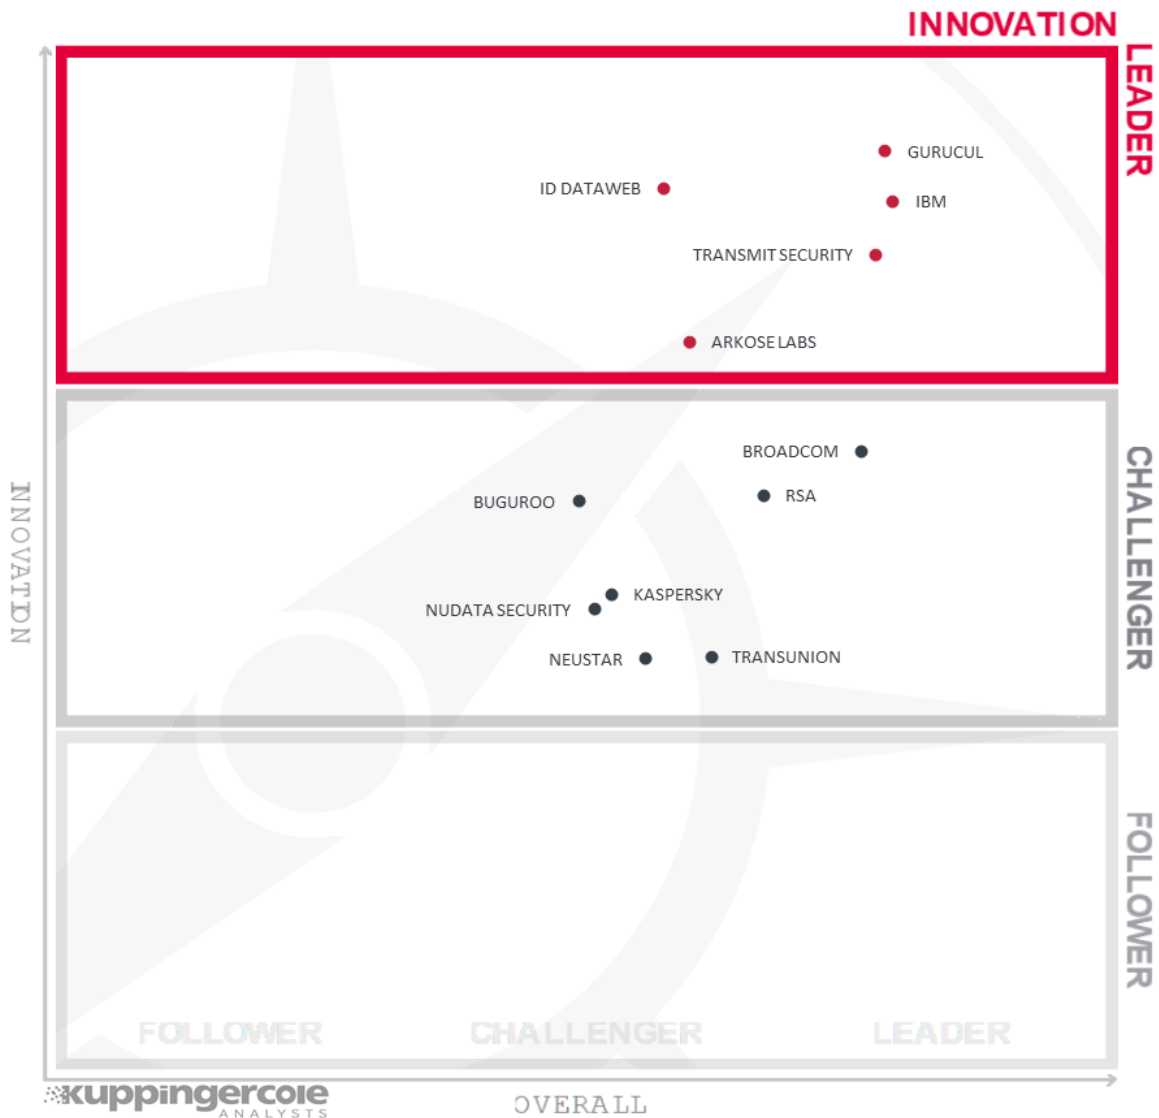 INNOVATION
LEADER
GURUCUL
ID DATAWEB
IBM
TRANSMIT SECURITY
ARKOSE LABS
CHALLENGER
BROADCOM
RSA
BUGUROO
INNOVATION
KASPERSKY
NUDATA SECURITY
NEUSTAR
TRANSUNION
FOLLOWER
FOLLOWER CHALLENGER LEADER
kuppingercole
ANALYSTS
OVERALL